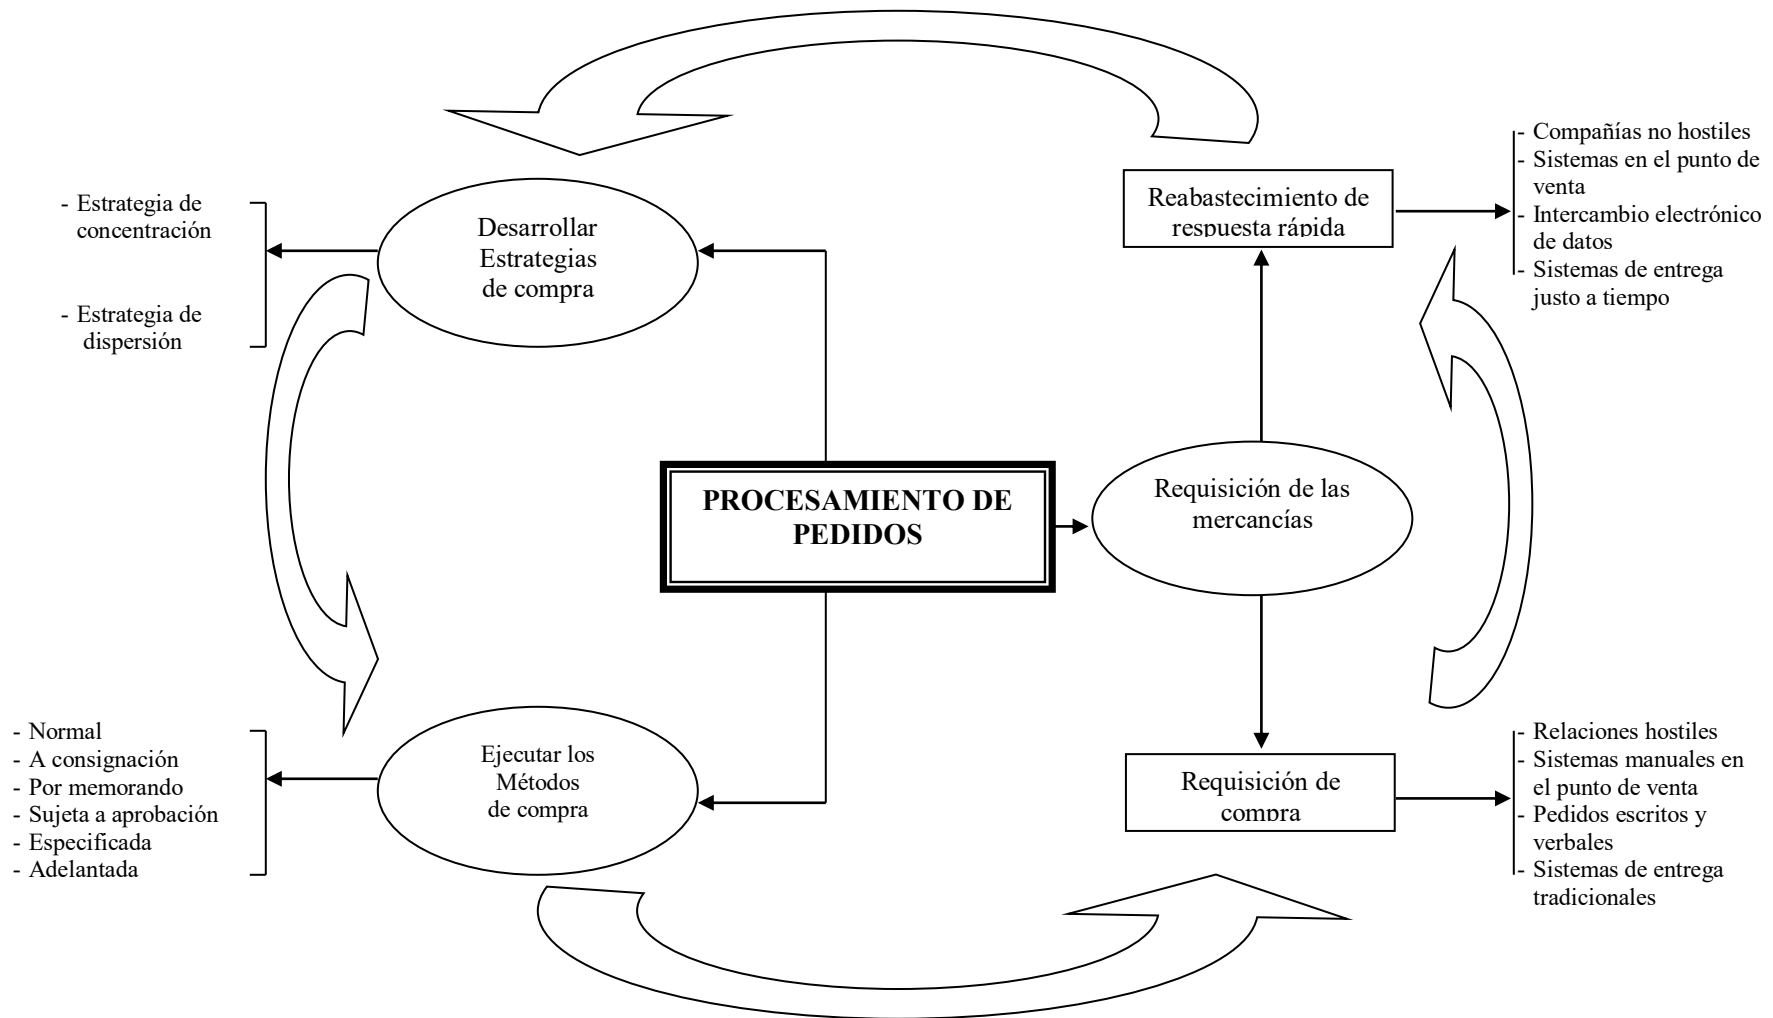 - Compañías no hostiles
- Sistemas en el punto de
venta
- Intercambio electrónico
de datos
- Sistemas de entrega
justo a tiempo
Reabastecimiento de
respuesta rápida
- Estrategia de
concentración
- Estrategia de
dispersión
Desarrollar
Estrategias
de compra
PROCESAMIENTO DE
PEDIDOS
Requisición de las
mercancías
- Normal
- A consignación
- Por memorando
- Sujeta a aprobación
- Especificada
- Adelantada
Ejecutar los
Métodos
de compra
Requisición de
compra
- Relaciones hostiles
- Sistemas manuales en
el punto de venta
- Pedidos escritos y
verbales
- Sistemas de entrega
tradicionales